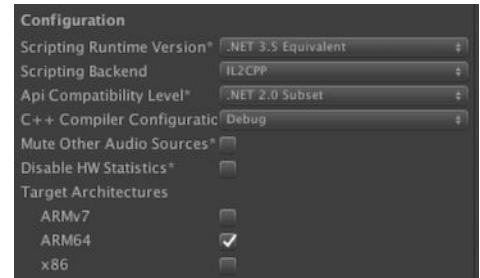 Configuration
Scripting Runtime Version* .NET 3.5 Equivalent
Scripting Backend IL2CPP
Api Compatibility Level* .NET 2.0 Subset
C++ Compiler Configuratic Debug
Mute Other Audio Sources*
Disable HW Statistics*
Target Architectures
ARMv7
ARM64
x86